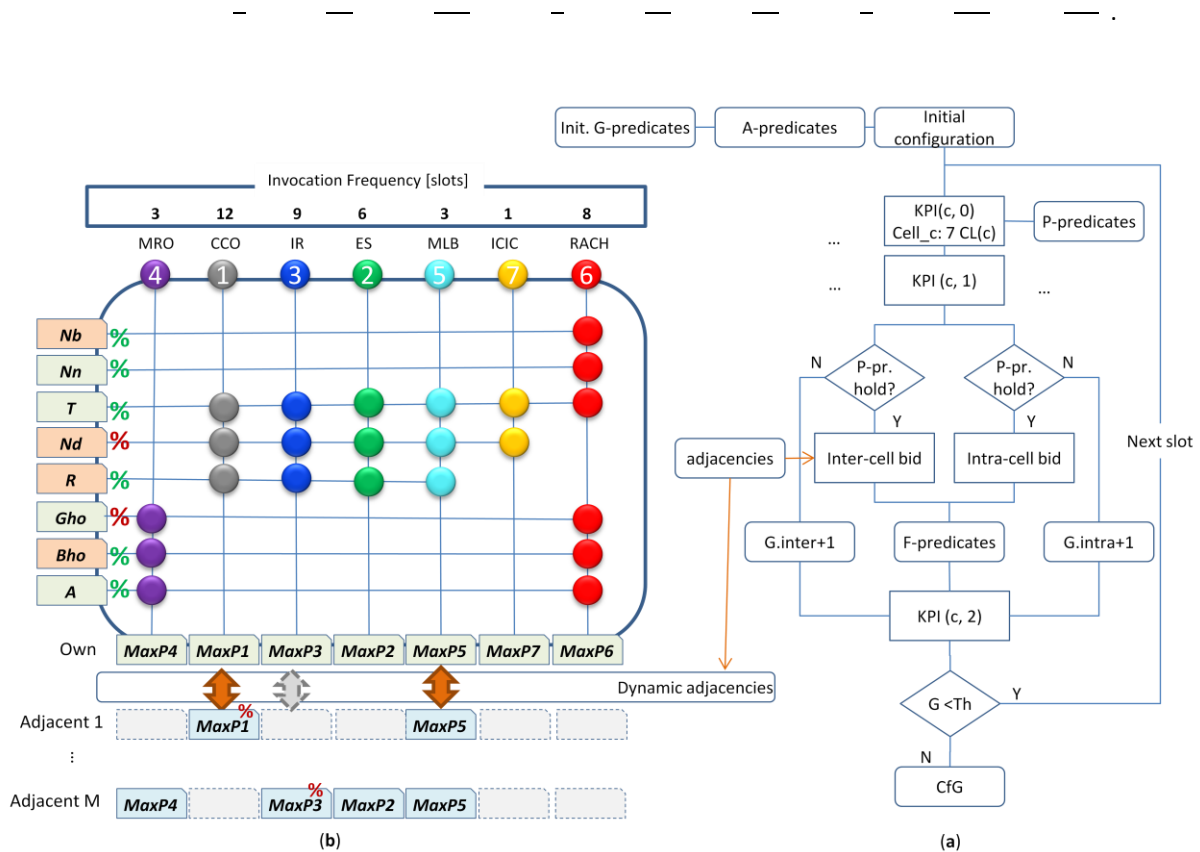 .
Init. G-predicates
A-predicates
Initial
configuration
Invocation Frequency [slots]
3 12 9 6 3 1 8
MRO CCO IR ES MLB ICIC RACH
4 1 3 2 5 7 6
Nb %
Nn %
T %
Nd %
R %
Gho %
Bho %
A %
Own MaxP4 MaxP1 MaxP3 MaxP2 MaxP5 MaxP7 MaxP6
Dynamic adjacencies
Adjacent 1 MaxP1 % MaxP5
...
Adjacent M MaxP4 MaxP3 % MaxP2 MaxP5
(b)
KPI(c, 0)
Cell_c: 7 CL(c)
P-predicates
...
KPI (c, 1)
... ...
N P-pr.
hold?
Y
P-pr.
hold?
N
Y
Next slot
adjacencies
Inter-cell bid
Intra-cell bid
G.inter+1
F-predicates
G.intra+1
KPI (c, 2)
G <Th
Y
N
CfG
(a)